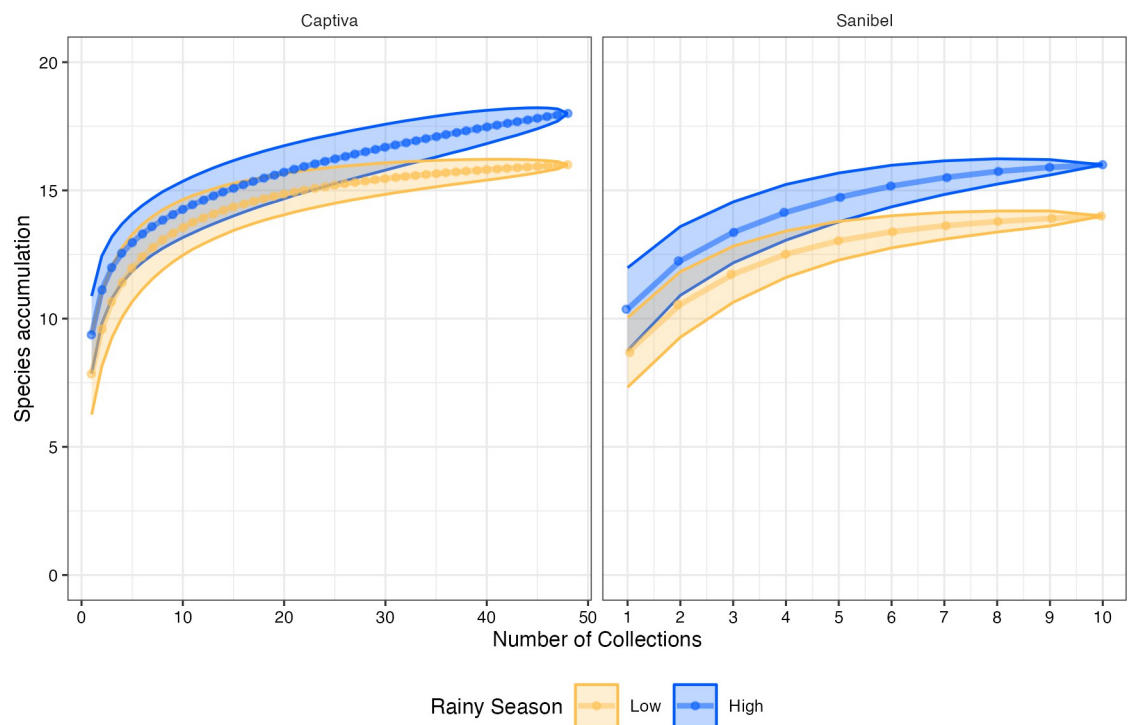 Captiva Sanibel
Species accumulation
20
15
10
5
0
0 10 20 30 40 50 1 2 3 4 5 6 7 8 9 10
Number of Collections
Rainy Season Low High